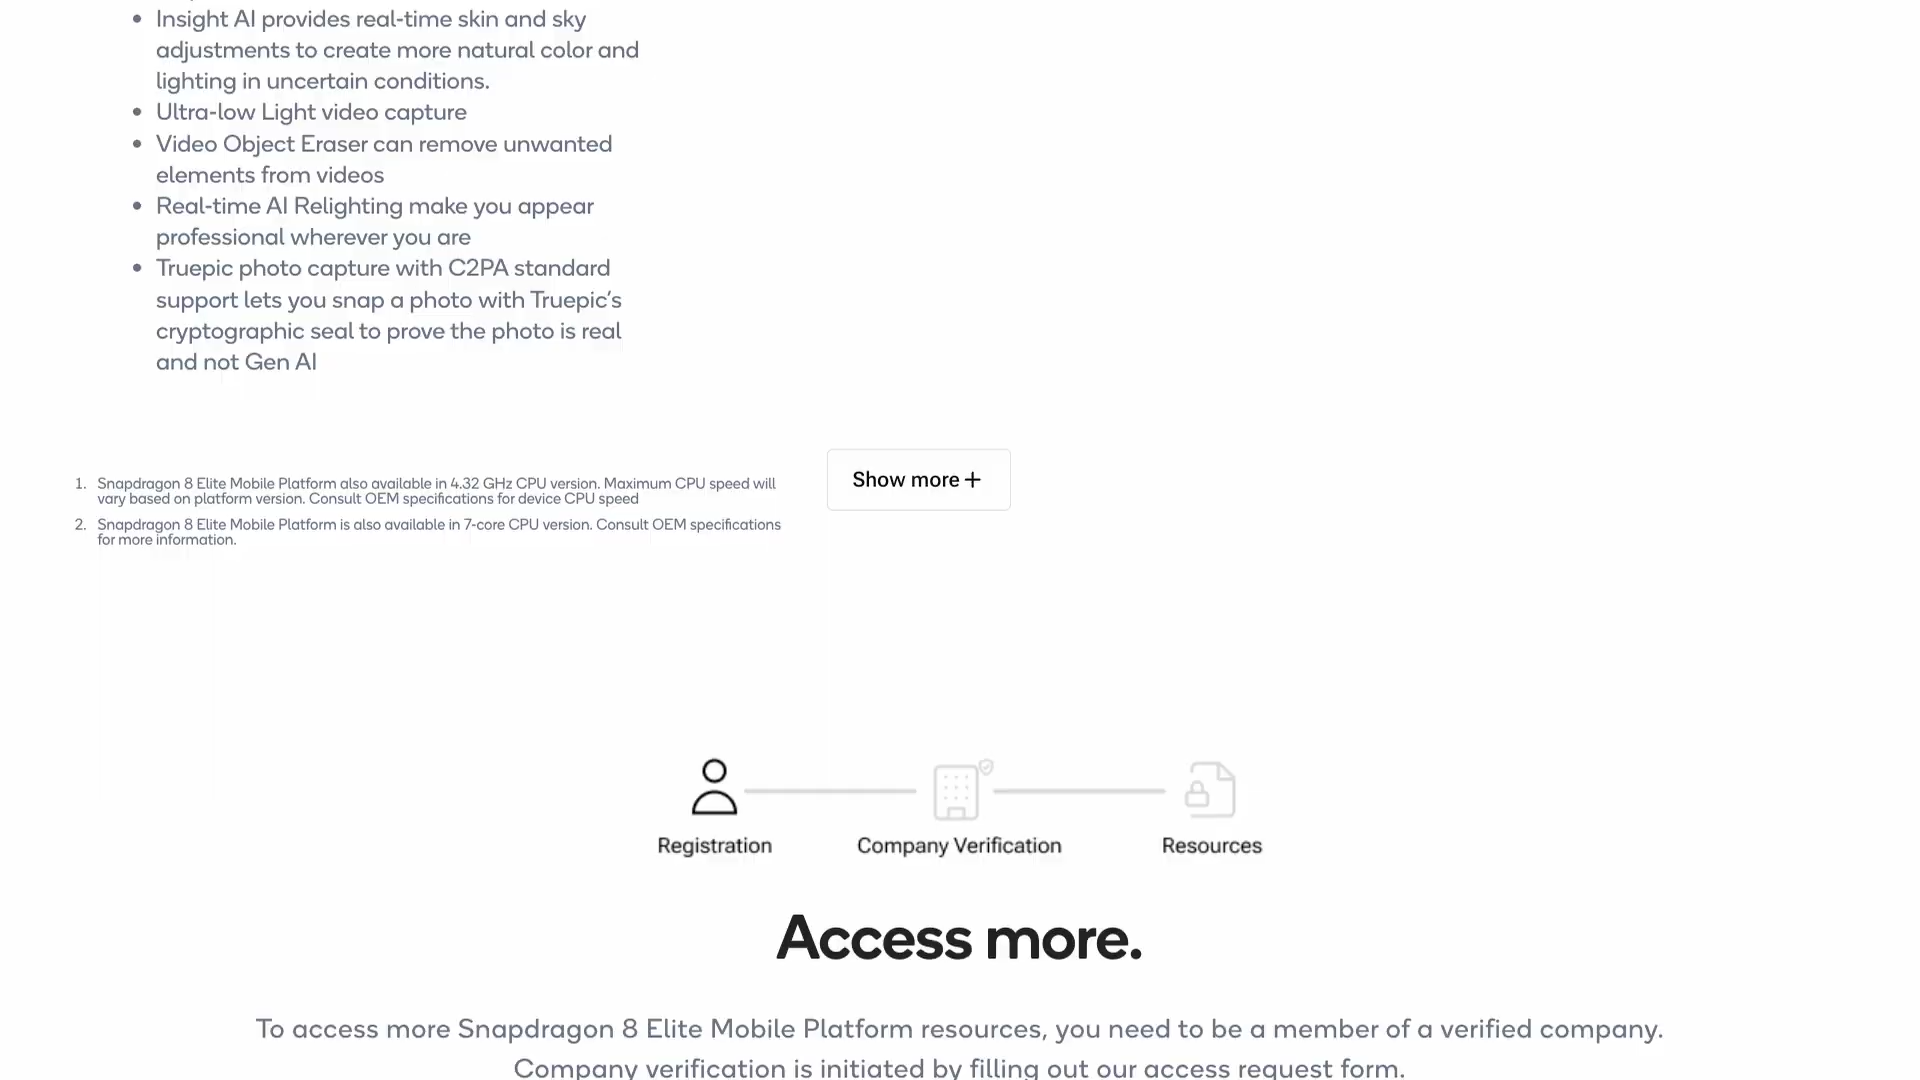 Insight AI provides real-time skin and sky
adjustments to create more natural color and
lighting in uncertain conditions.
Ultra-low Light video capture
Video Object Eraser can remove unwanted
elements from videos
Real-time AI Relighting make you appear
professional wherever you are
Truepic photo capture with C2PA standard
support lets you snap a photo with Truepic’s
cryptographic seal to prove the photo is real
and not Gen AI
1. Snapdragon 8 Elite Mobile Platform also available in 4.32 GHz CPU version. Maximum CPU speed will
vary based on platform version. Consult OEM specifications for device CPU speed
2. Snapdragon 8 Elite Mobile Platform is also available in 7-core CPU version. Consult OEM specifications
for more information.
Show more +
Registration
Company Verification
Resources
Access more.
To access more Snapdragon 8 Elite Mobile Platform resources, you need to be a member of a verified company.
Company verification is initiated by filling out our access request form.